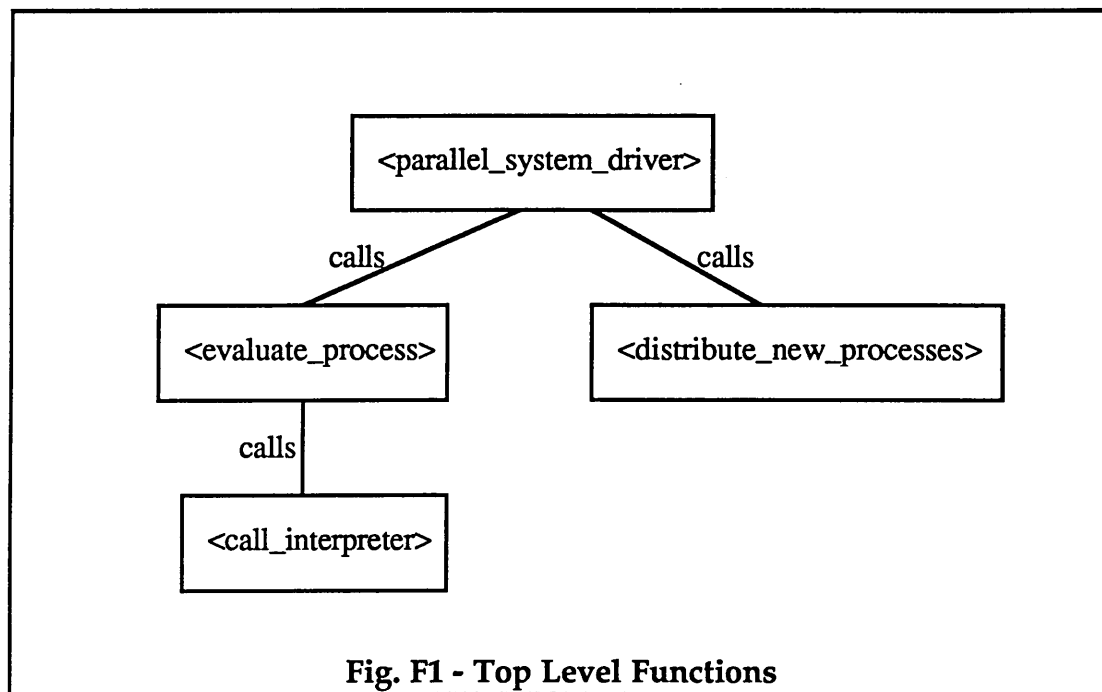 <parallel_system_driver>
calls
calls
<evaluate_process>
<distribute_new_processes>
calls
<call_interpreter>
Fig. F1 - Top Level Functions